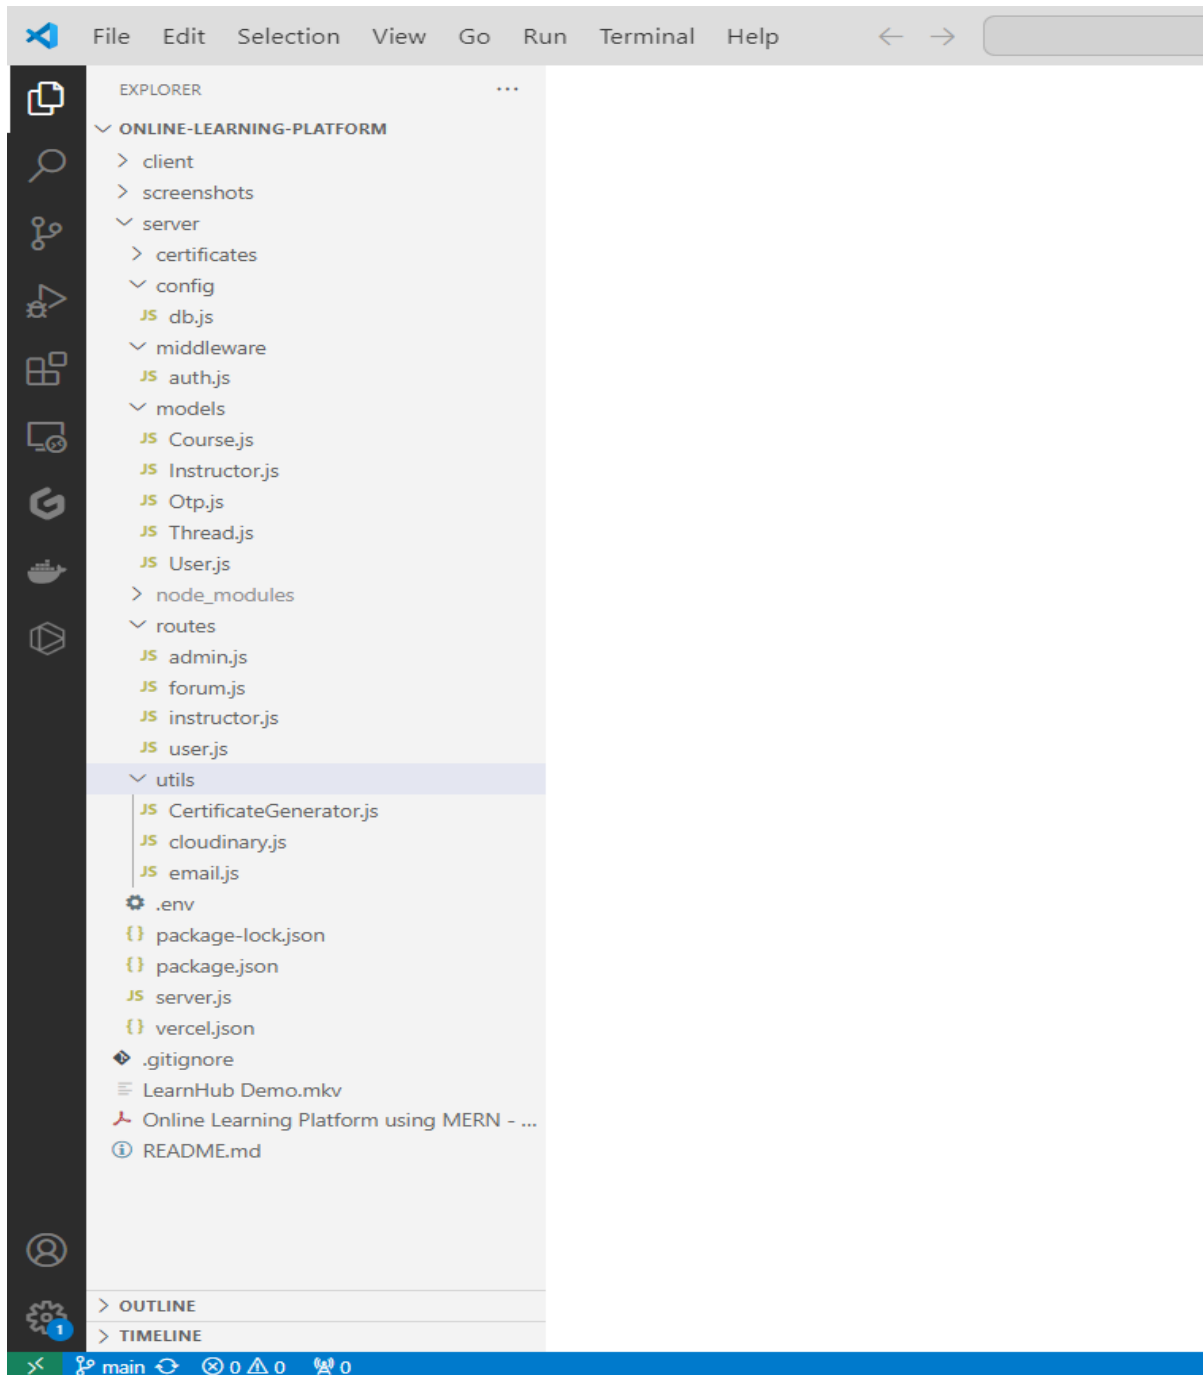 File Edit Selection View Go Run Terminal Help
EXPLORER
ONLINE-LEARNING-PLATFORM
client
screenshots
server
certificates
config
JS db.js
middleware
JS auth.js
models
JS Course.js
JS Instructor.js
JS Otp.js
JS Thread.js
JS User.js
node_modules
routes
JS admin.js
JS forum.js
JS instructor.js
JS user.js
utils
JS CertificateGenerator.js
JS cloudinary.js
JS email.js
.env
{} package-lock.json
{} package.json
JS server.js
{} vercel.json
.gitignore
LearnHub Demo.mkv
Online Learning Platform using MERN - ...
README.md
OUTLINE
1
TIMELINE
main 0 0 0